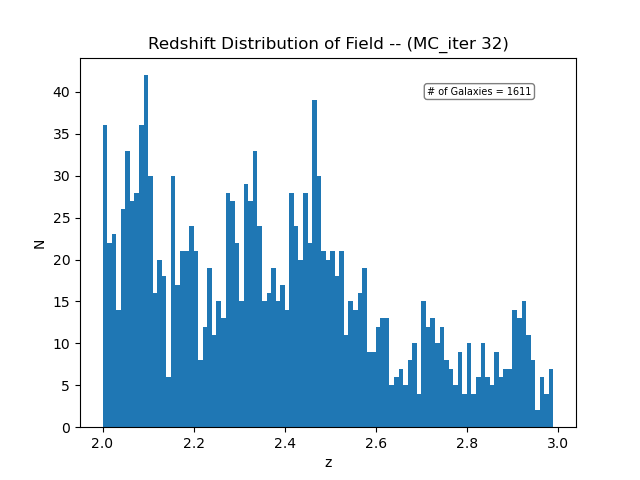 Redshift Distribution of Field -- (MC_iter 32)
# of Galaxies = 1611
N
40
35
30
25
20
15
10
5
0
2.0 2.2 2.4 2.6 2.8 3.0
z